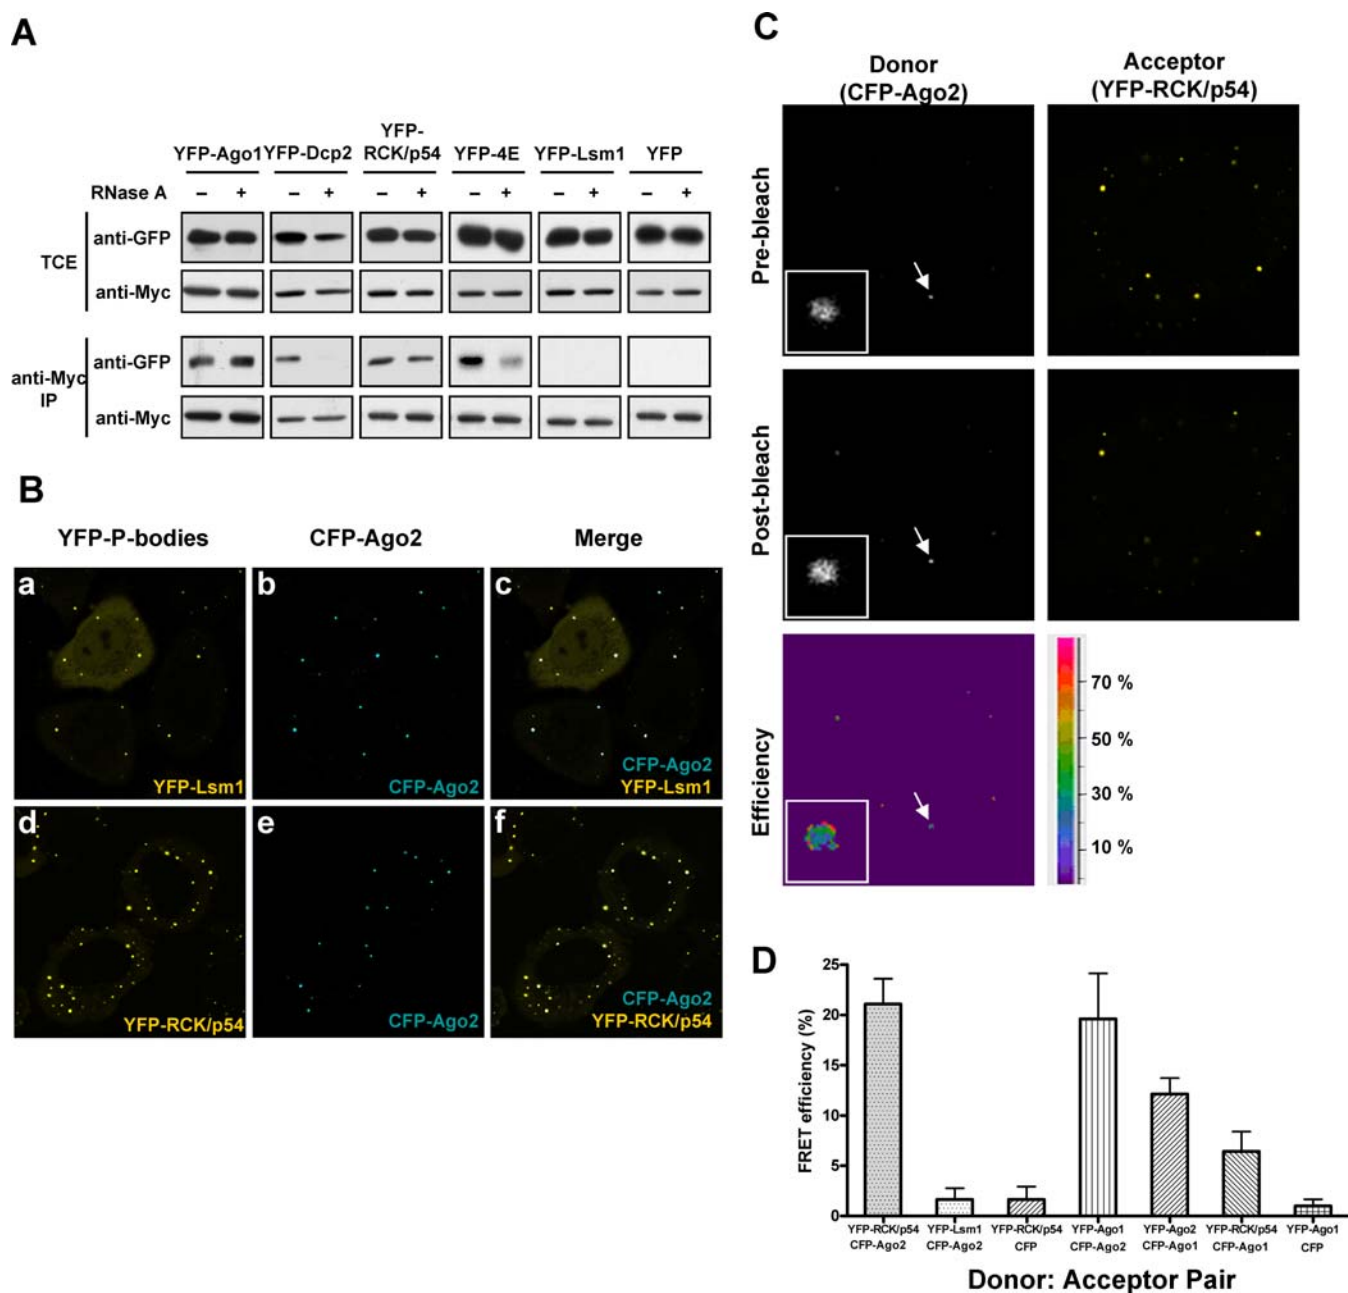 A
YFP-Ago1 YFP-Dcp2 YFP-RCK/p54 YFP-4E YFP-Lsm1 YFP
RNase A – + – + – + – + – + – +
TCE
anti-GFP
anti-Myc
anti-Myc IP
anti-GFP
anti-Myc
B
YFP-P-bodies CFP-Ago2 Merge
a b c
YFP-Lsm1
CFP-Ago2
CFP-Ago2
YFP-Lsm1
d e f
YFP-RCK/p54
CFP-Ago2
CFP-Ago2
YFP-RCK/p54
C
Donor
(CFP-Ago2)
Acceptor
(YFP-RCK/p54)
Pre-bleach
Post-bleach
Efficiency
70 %
50 %
30 %
10 %
D
FRET efficiency (%)
25
20
15
10
5
0
YFP-RCK/p54 YFP-Lsm1 YFP-RCK/p54 YFP-Ago1 YFP-Ago2 YFP-RCK/p54 YFP-Ago1
CFP-Ago2 CFP-Ago2 CFP CFP-Ago2 CFP-Ago1 CFP-Ago1 CFP
Donor: Acceptor Pair